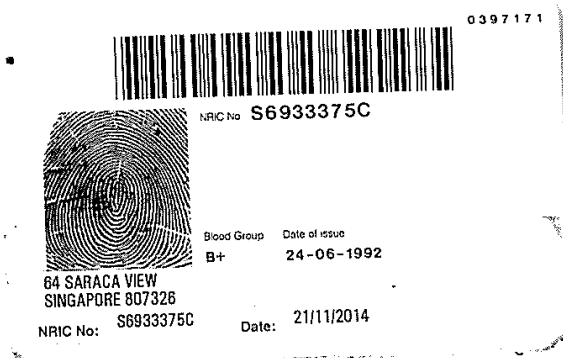 0397171
NRIC No S6933375C
Blood Group Date of issue
B+ 24-06-1992
64 SARACA VIEW
SINGAPORE 807326
NRIC No: S6933375C Date: 21/11/2014